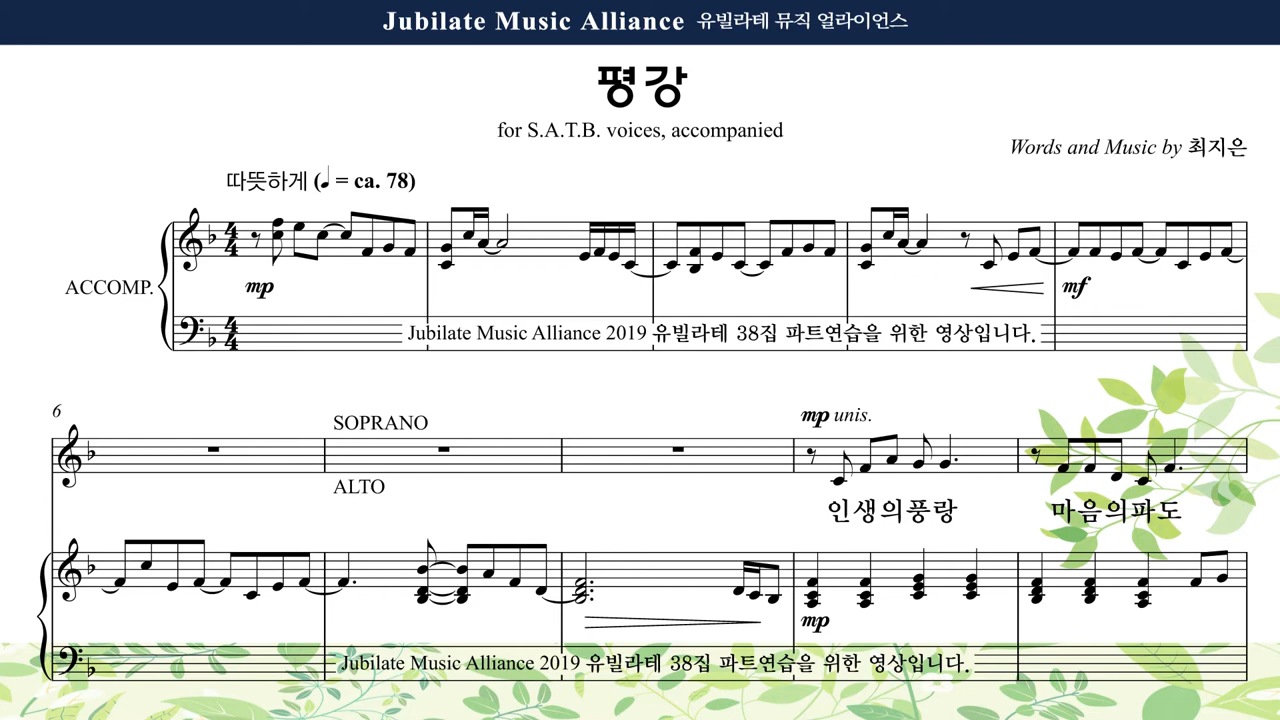 Jubilate Music Alliance 유빌라테 뮤직 얼라이언스
평강
for S.A.T.B. voices, accompanied
Words and Music by 최지은
따뜻하게 (♩ = ca. 78)
4 4
ACCOMP.
mp
mf
4 4
Jubilate Music Alliance 2019 유빌라테 38집 파트연습을 위한 영상입니다.
6
SOPRANO
mp unis.
ALTO
인생의풍랑 마음의파도
mp
Jubilate Music Alliance 2019 유빌라테 38집 파트연습을 위한 영상입니다.